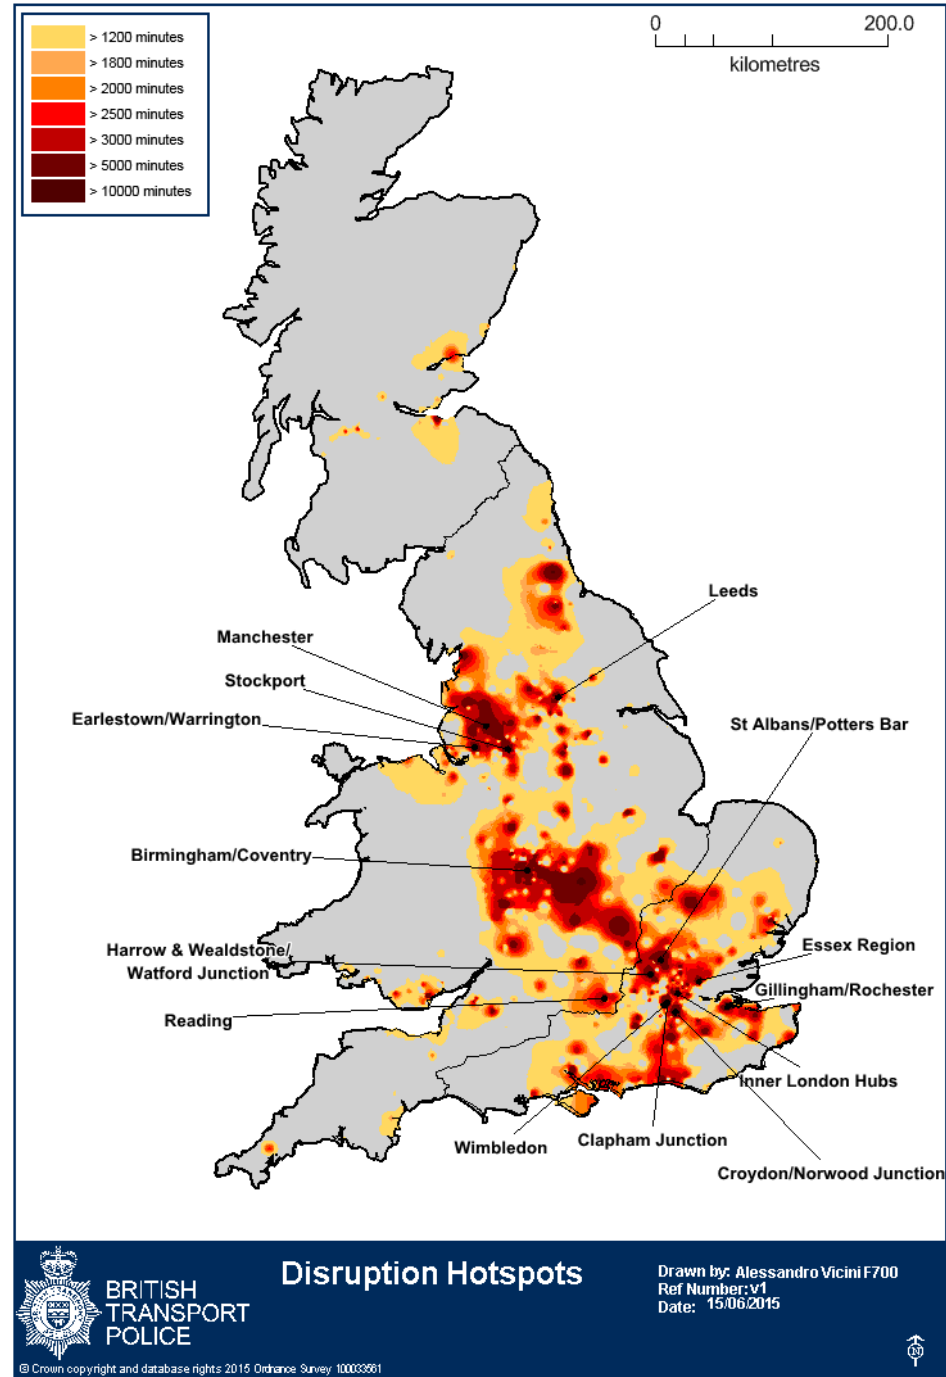 > 1200 minutes
> 1800 minutes
> 2000 minutes
> 2500 minutes
> 3000 minutes
> 5000 minutes
> 10000 minutes
0 200.0
kilometres
Leeds
Manchester
Stockport
Earlestown/Warrington
St Albans/Potters Bar
Birmingham/Coventry
Harrow & Wealdstone/
Watford Junction
Essex Region
Gillingham/Rochester
Reading
Inner London Hubs
Wimbledon
Clapham Junction
Croydon/Norwood Junction
BRITISH
TRANSPORT
POLICE
Disruption Hotspots
Drawn by: Alessandro Vicini F700
Ref Number: v1
Date: 15/06/2015
© Crown copyright and database rights 2015 Ordnance Survey 100033561
N